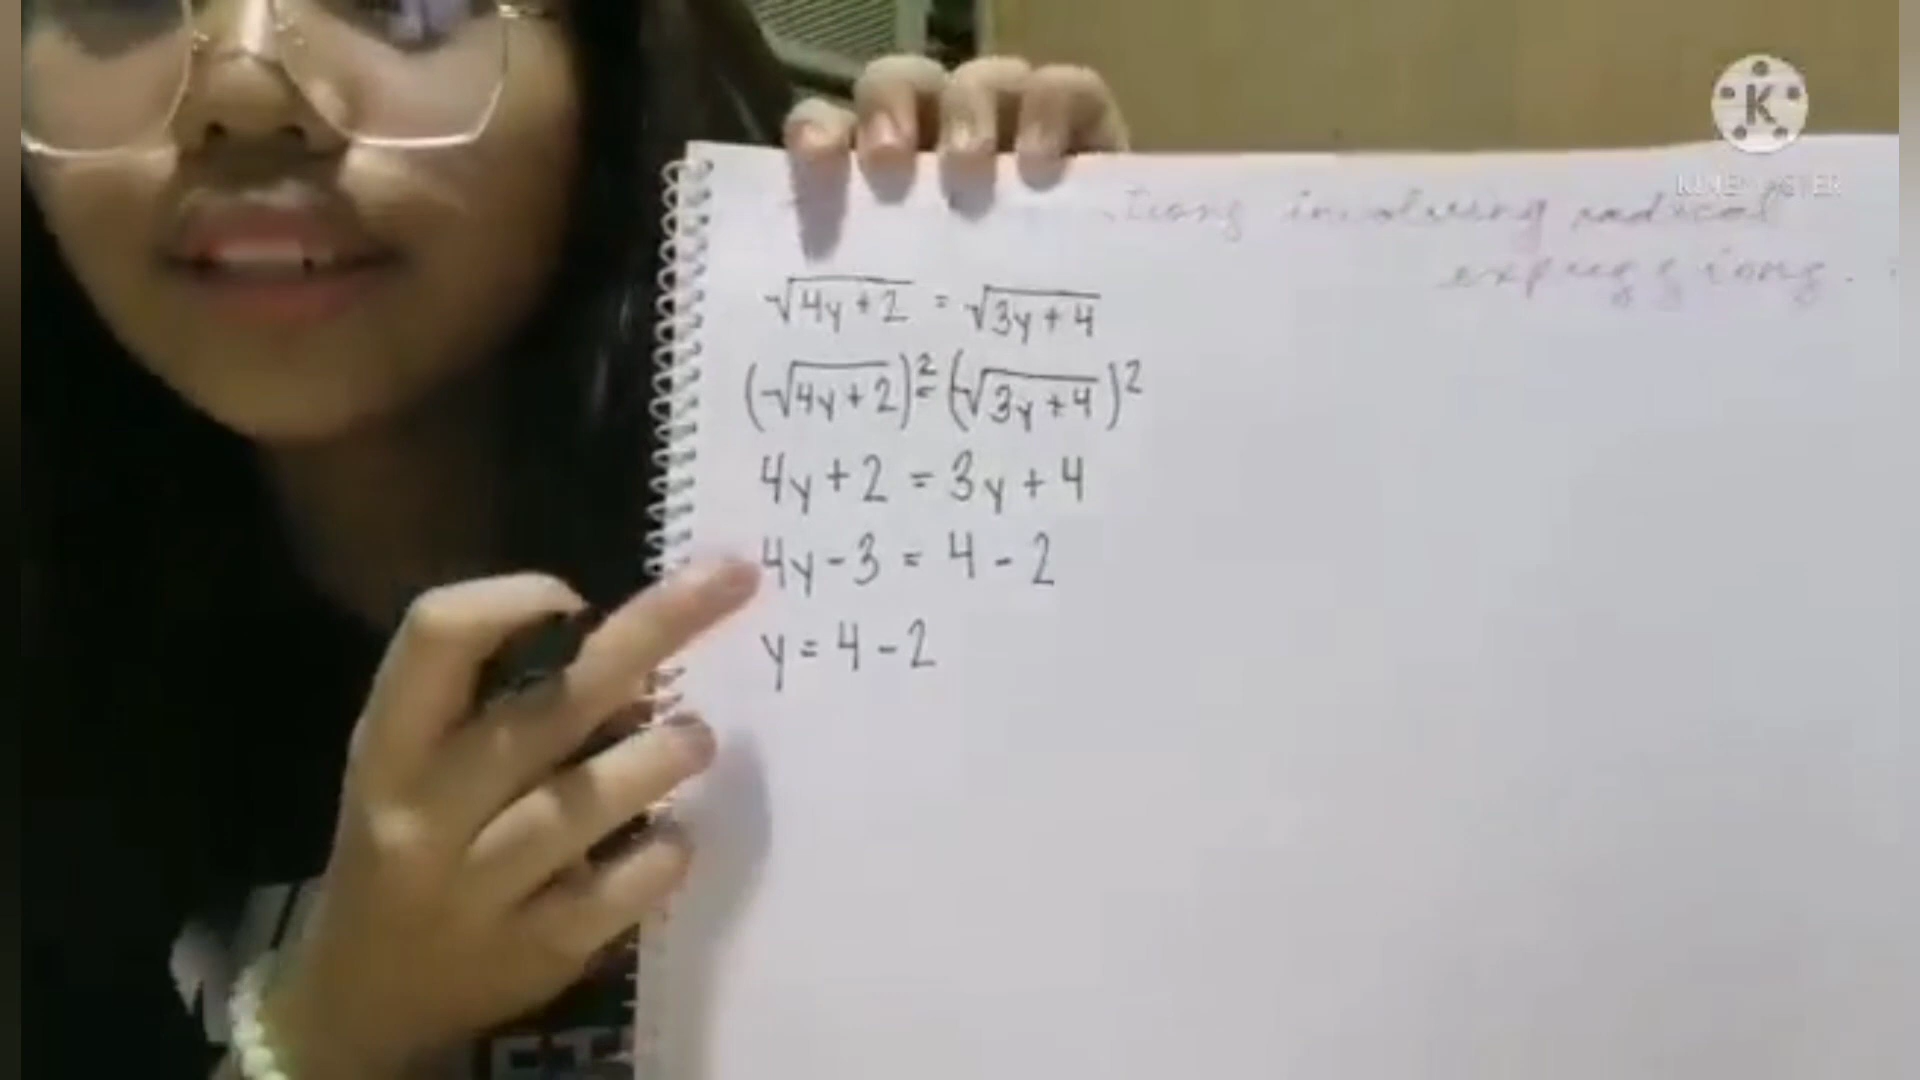 involving radical
expressions.
√4y+2 = √3y+4
(√4y+2)² = (√3y+4)²
4y+2 = 3y+4
4y-3 = 4-2
y = 4-2
K
KINEMASTER